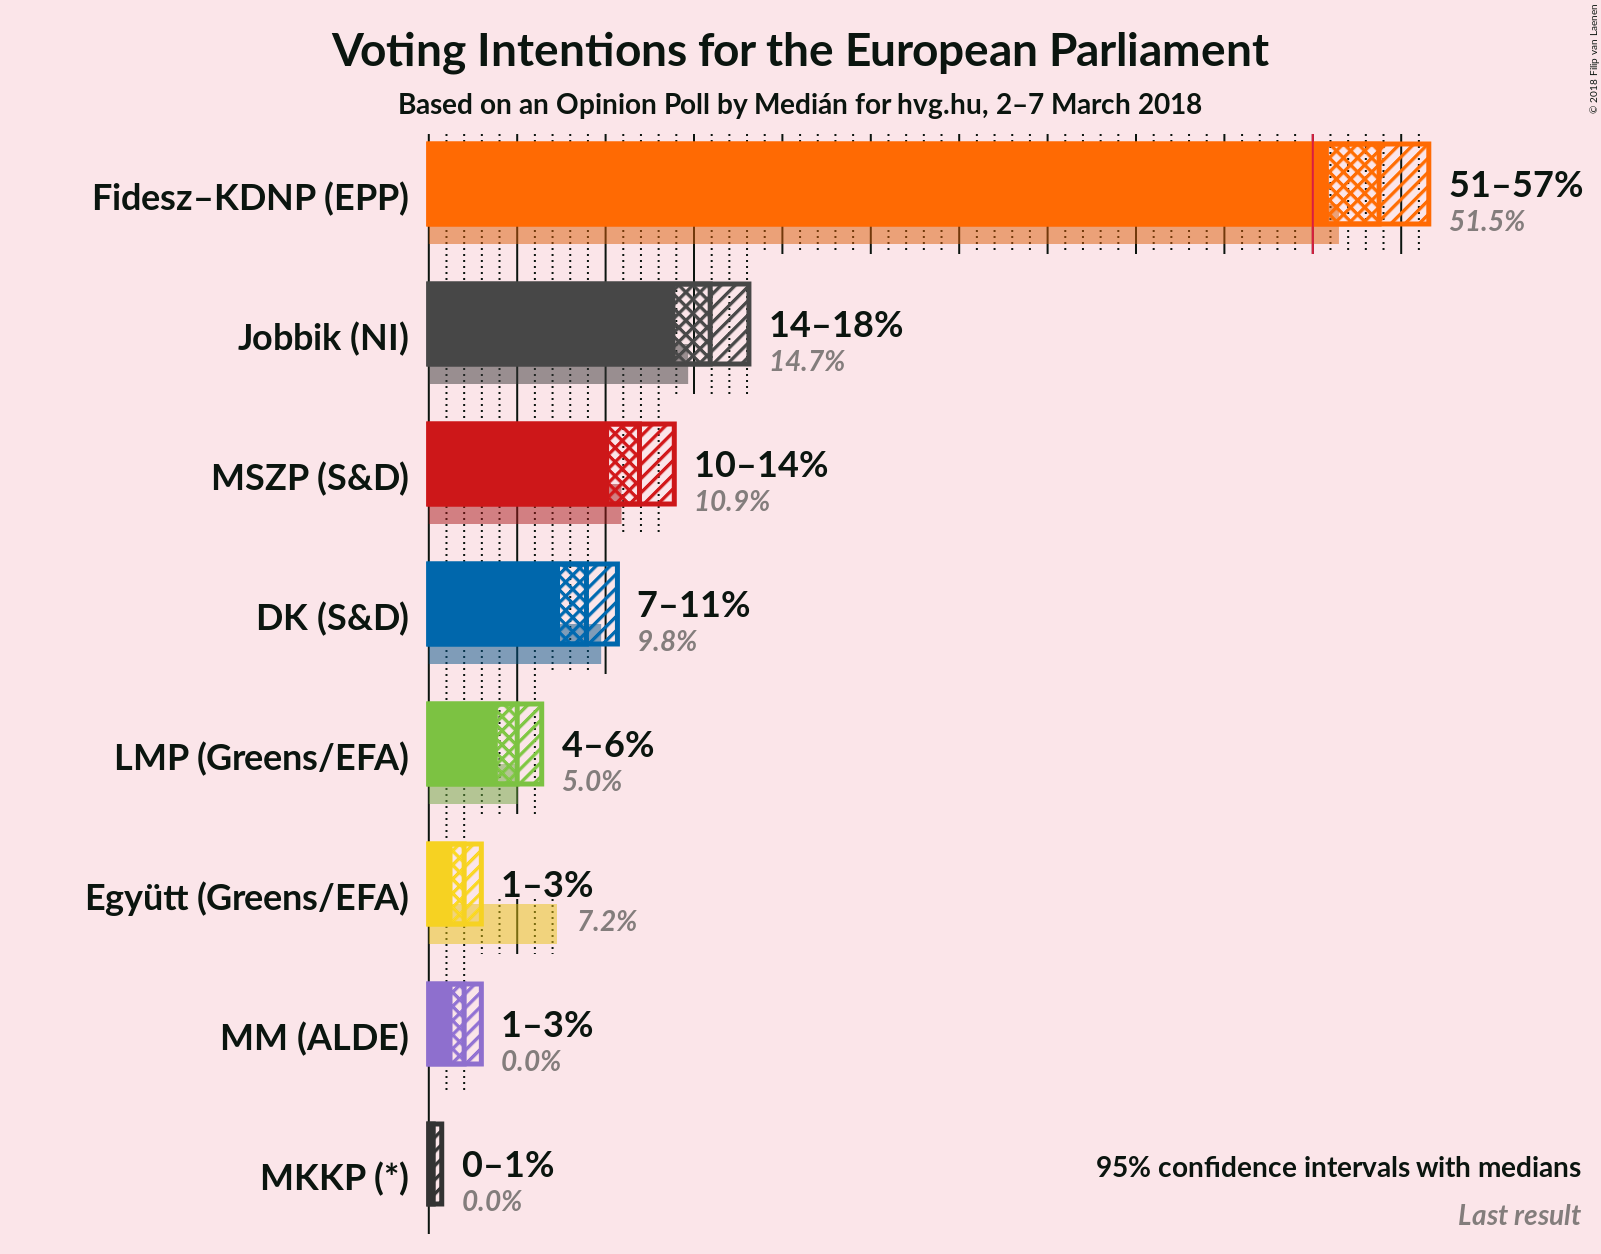 Voting Intentions for the European Parliament
Based on an Opinion Poll by Medián for hvg.hu, 2–7 March 2018
© 2018 Filip van Laenen
Fidesz–KDNP (EPP)
51–57%
51.5%
Jobbik (NI)
14–18%
14.7%
MSZP (S&D)
10–14%
10.9%
DK (S&D)
7–11%
9.8%
LMP (Greens/EFA)
4–6%
5.0%
Együtt (Greens/EFA)
1–3%
7.2%
MM (ALDE)
1–3%
0.0%
MKKP (*)
0–1%
0.0%
95% confidence intervals with medians
Last result